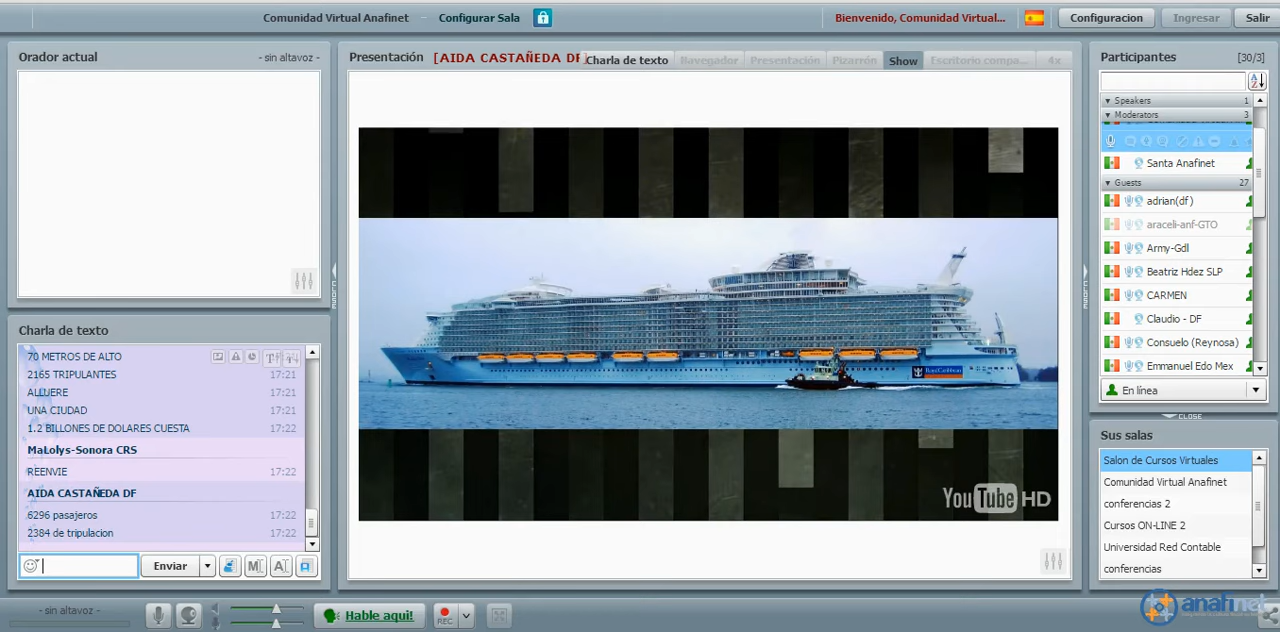 Comunidad Virtual Anafinet
Configurar Sala
Bienvenido, Comunidad Virtual...
Configuracion
Ingresar
Salir
Orador actual
- sin altavoz -
Charla de texto
70 METROS DE ALTO
2165 TRIPULANTES 17:21
ALLUERE 17:21
UNA CIUDAD 17:21
1.2 BILLONES DE DOLARES CUESTA 17:22
MaLolys-Sonora CRS
REENVIE 17:22
AIDA CASTAÑEDA DF
6296 pasajeros 17:22
2384 de tripulacion 17:22
Enviar
Presentación [AIDA CASTAÑEDA DF
Charla de texto
Navegador
Presentación
Pizarrón
Show
Escritorio compa...
4x
RoyalCaribbean
YouTube HD
Participantes [30/3]
Speakers 1
Moderators 3
Santa Anafinet
Guests 27
adrian(df)
araceli-anf-GTO
Army-Gdl
Beatriz Hdez SLP
CARMEN
Claudio - DF
Consuelo (Reynosa)
Emmanuel Edo Mex
En línea
CLOSE
Sus salas
Salon de Cursos Virtuales
Comunidad Virtual Anafinet
conferencias 2
Cursos ON-LINE 2
Universidad Red Contable
conferencias
- sin altavoz -
Hable aqui!
REC
anafinet